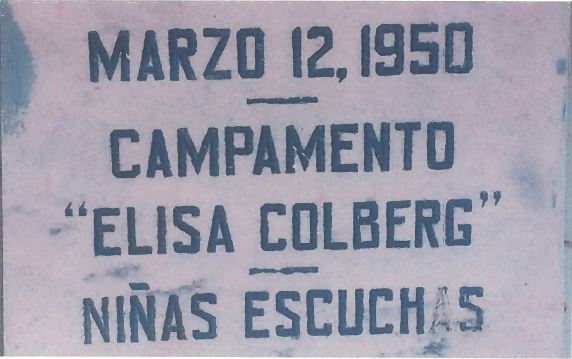 MARZO 12, 1950
CAMPAMENTO
"ELISA COLBERG"
NIÑAS ESCUCHAS